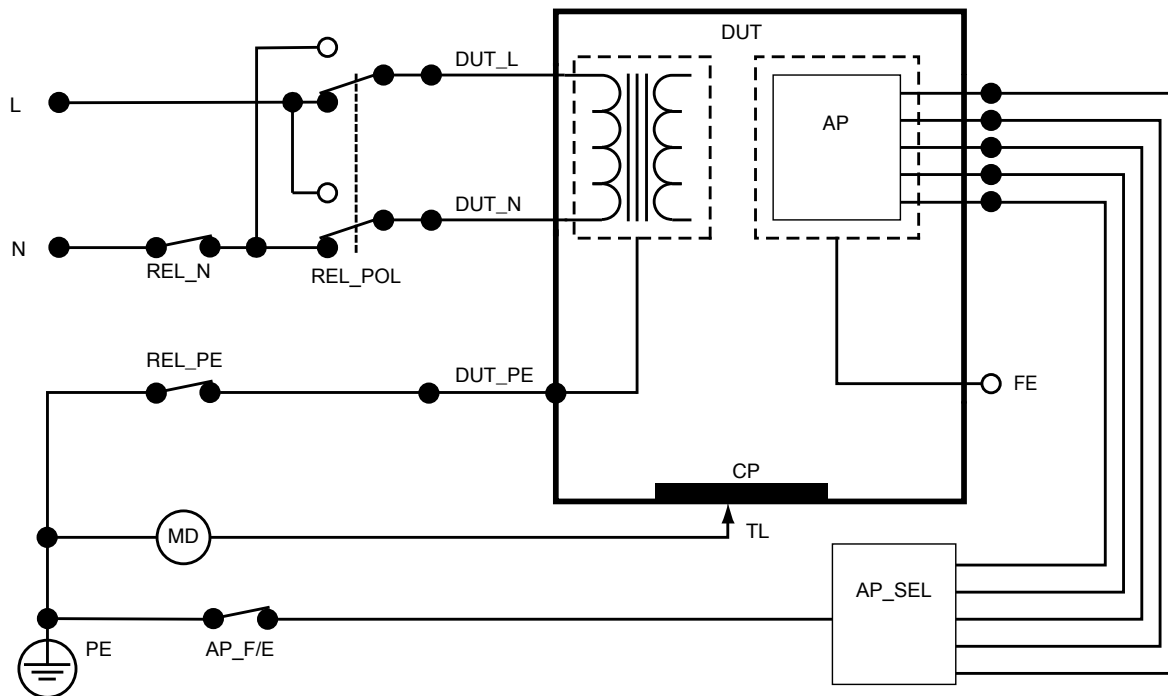 DUT
DUT_L
L
AP
DUT_N
N
REL_N
REL_POL
REL_PE
DUT_PE
FE
CP
MD
TL
AP_SEL
PE
AP_F/E